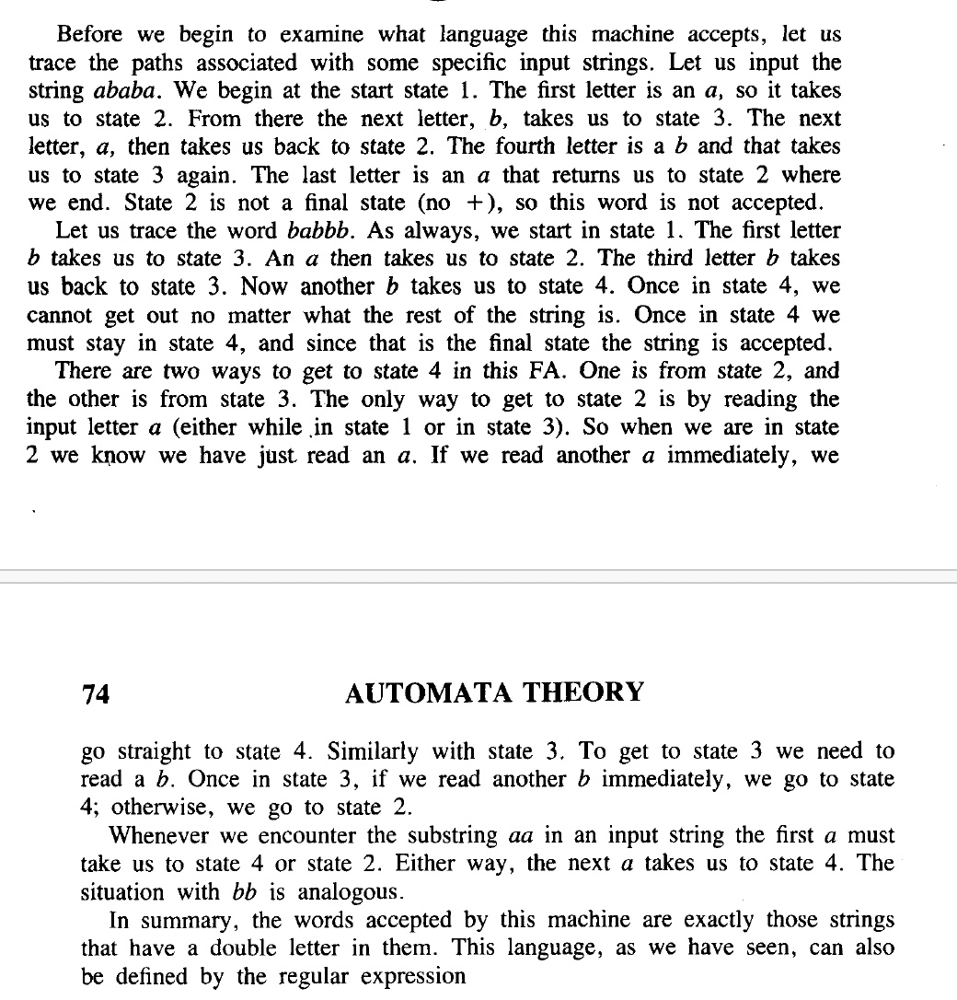 Before we begin to examine what language this machine accepts, let us
trace the paths associated with some specific input strings. Let us input the
string ababa. We begin at the start state 1. The first letter is an a, so it takes
us to state 2. From there the next letter, b, takes us to state 3. The next
letter, a, then takes us back to state 2. The fourth letter is a b and that takes
us to state 3 again. The last letter is an a that returns us to state 2 where
we end. State 2 is not a final state (no +), so this word is not accepted.
Let us trace the word babbb. As always, we start in state 1. The first letter
b takes us to state 3. An a then takes us to state 2. The third letter b takes
us back to state 3. Now another b takes us to state 4. Once in state 4, we
cannot get out no matter what the rest of the string is. Once in state 4 we
must stay in state 4, and since that is the final state the string is accepted.
There are two ways to get to state 4 in this FA. One is from state 2, and
the other is from state 3. The only way to get to state 2 is by reading the
input letter a (either while in state 1 or in state 3). So when we are in state
2 we know we have just read an a. If we read another a immediately, we
74 AUTOMATA THEORY
go straight to state 4. Similarly with state 3. To get to state 3 we need to
read a b. Once in state 3, if we read another b immediately, we go to state
4; otherwise, we go to state 2.
Whenever we encounter the substring aa in an input string the first a must
take us to state 4 or state 2. Either way, the next a takes us to state 4. The
situation with bb is analogous.
In summary, the words accepted by this machine are exactly those strings
that have a double letter in them. This language, as we have seen, can also
be defined by the regular expression